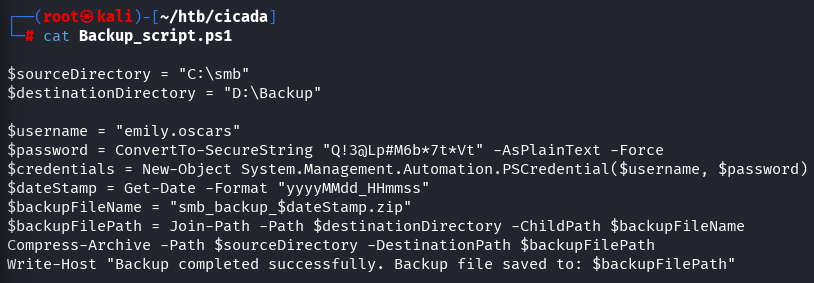 ┌──(root㉿kali)-[~/htb/cicada]
└─# cat Backup_script.ps1
$sourceDirectory = "C:\smb"
$destinationDirectory = "D:\Backup"
$username = "emily.oscars"
$password = ConvertTo-SecureString "Q!3@Lp#M6b*7t*Vt" -AsPlainText -Force
$credentials = New-Object System.Management.Automation.PSCredential($username, $password)
$dateStamp = Get-Date -Format "yyyyMMdd_HHmmss"
$backupFileName = "smb_backup_$dateStamp.zip"
$backupFilePath = Join-Path -Path $destinationDirectory -ChildPath $backupFileName
Compress-Archive -Path $sourceDirectory -DestinationPath $backupFilePath
Write-Host "Backup completed successfully. Backup file saved to: $backupFilePath"